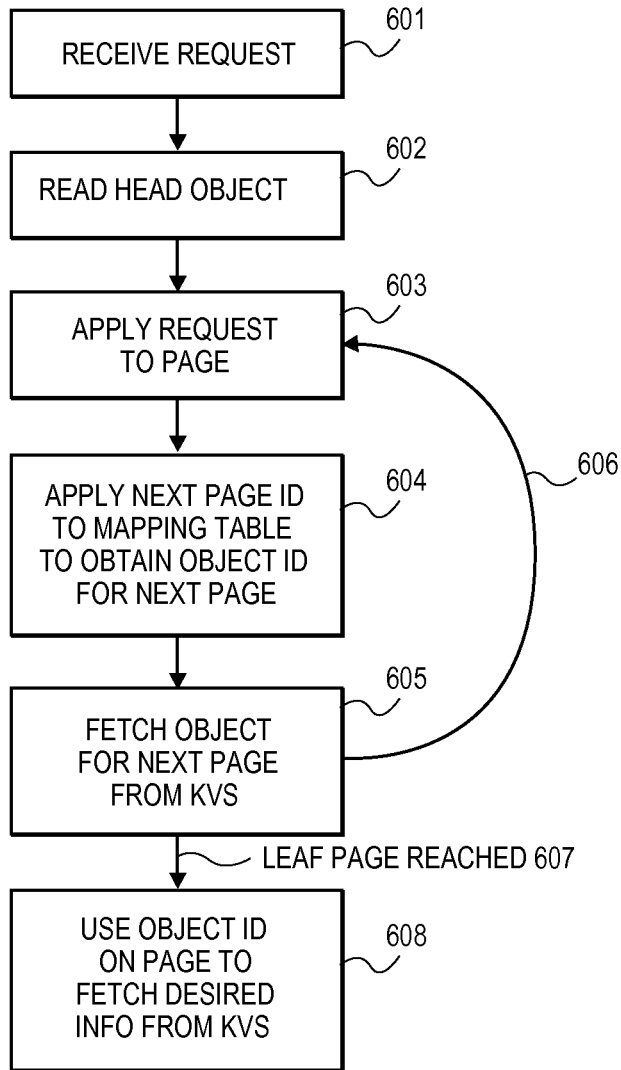 601
RECEIVE REQUEST
602
READ HEAD OBJECT
603
APPLY REQUEST
TO PAGE
606
604
APPLY NEXT PAGE ID
TO MAPPING TABLE
TO OBTAIN OBJECT ID
FOR NEXT PAGE
605
FETCH OBJECT
FOR NEXT PAGE
FROM KVS
LEAF PAGE REACHED 607
608
USE OBJECT ID
ON PAGE TO
FETCH DESIRED
INFO FROM KVS